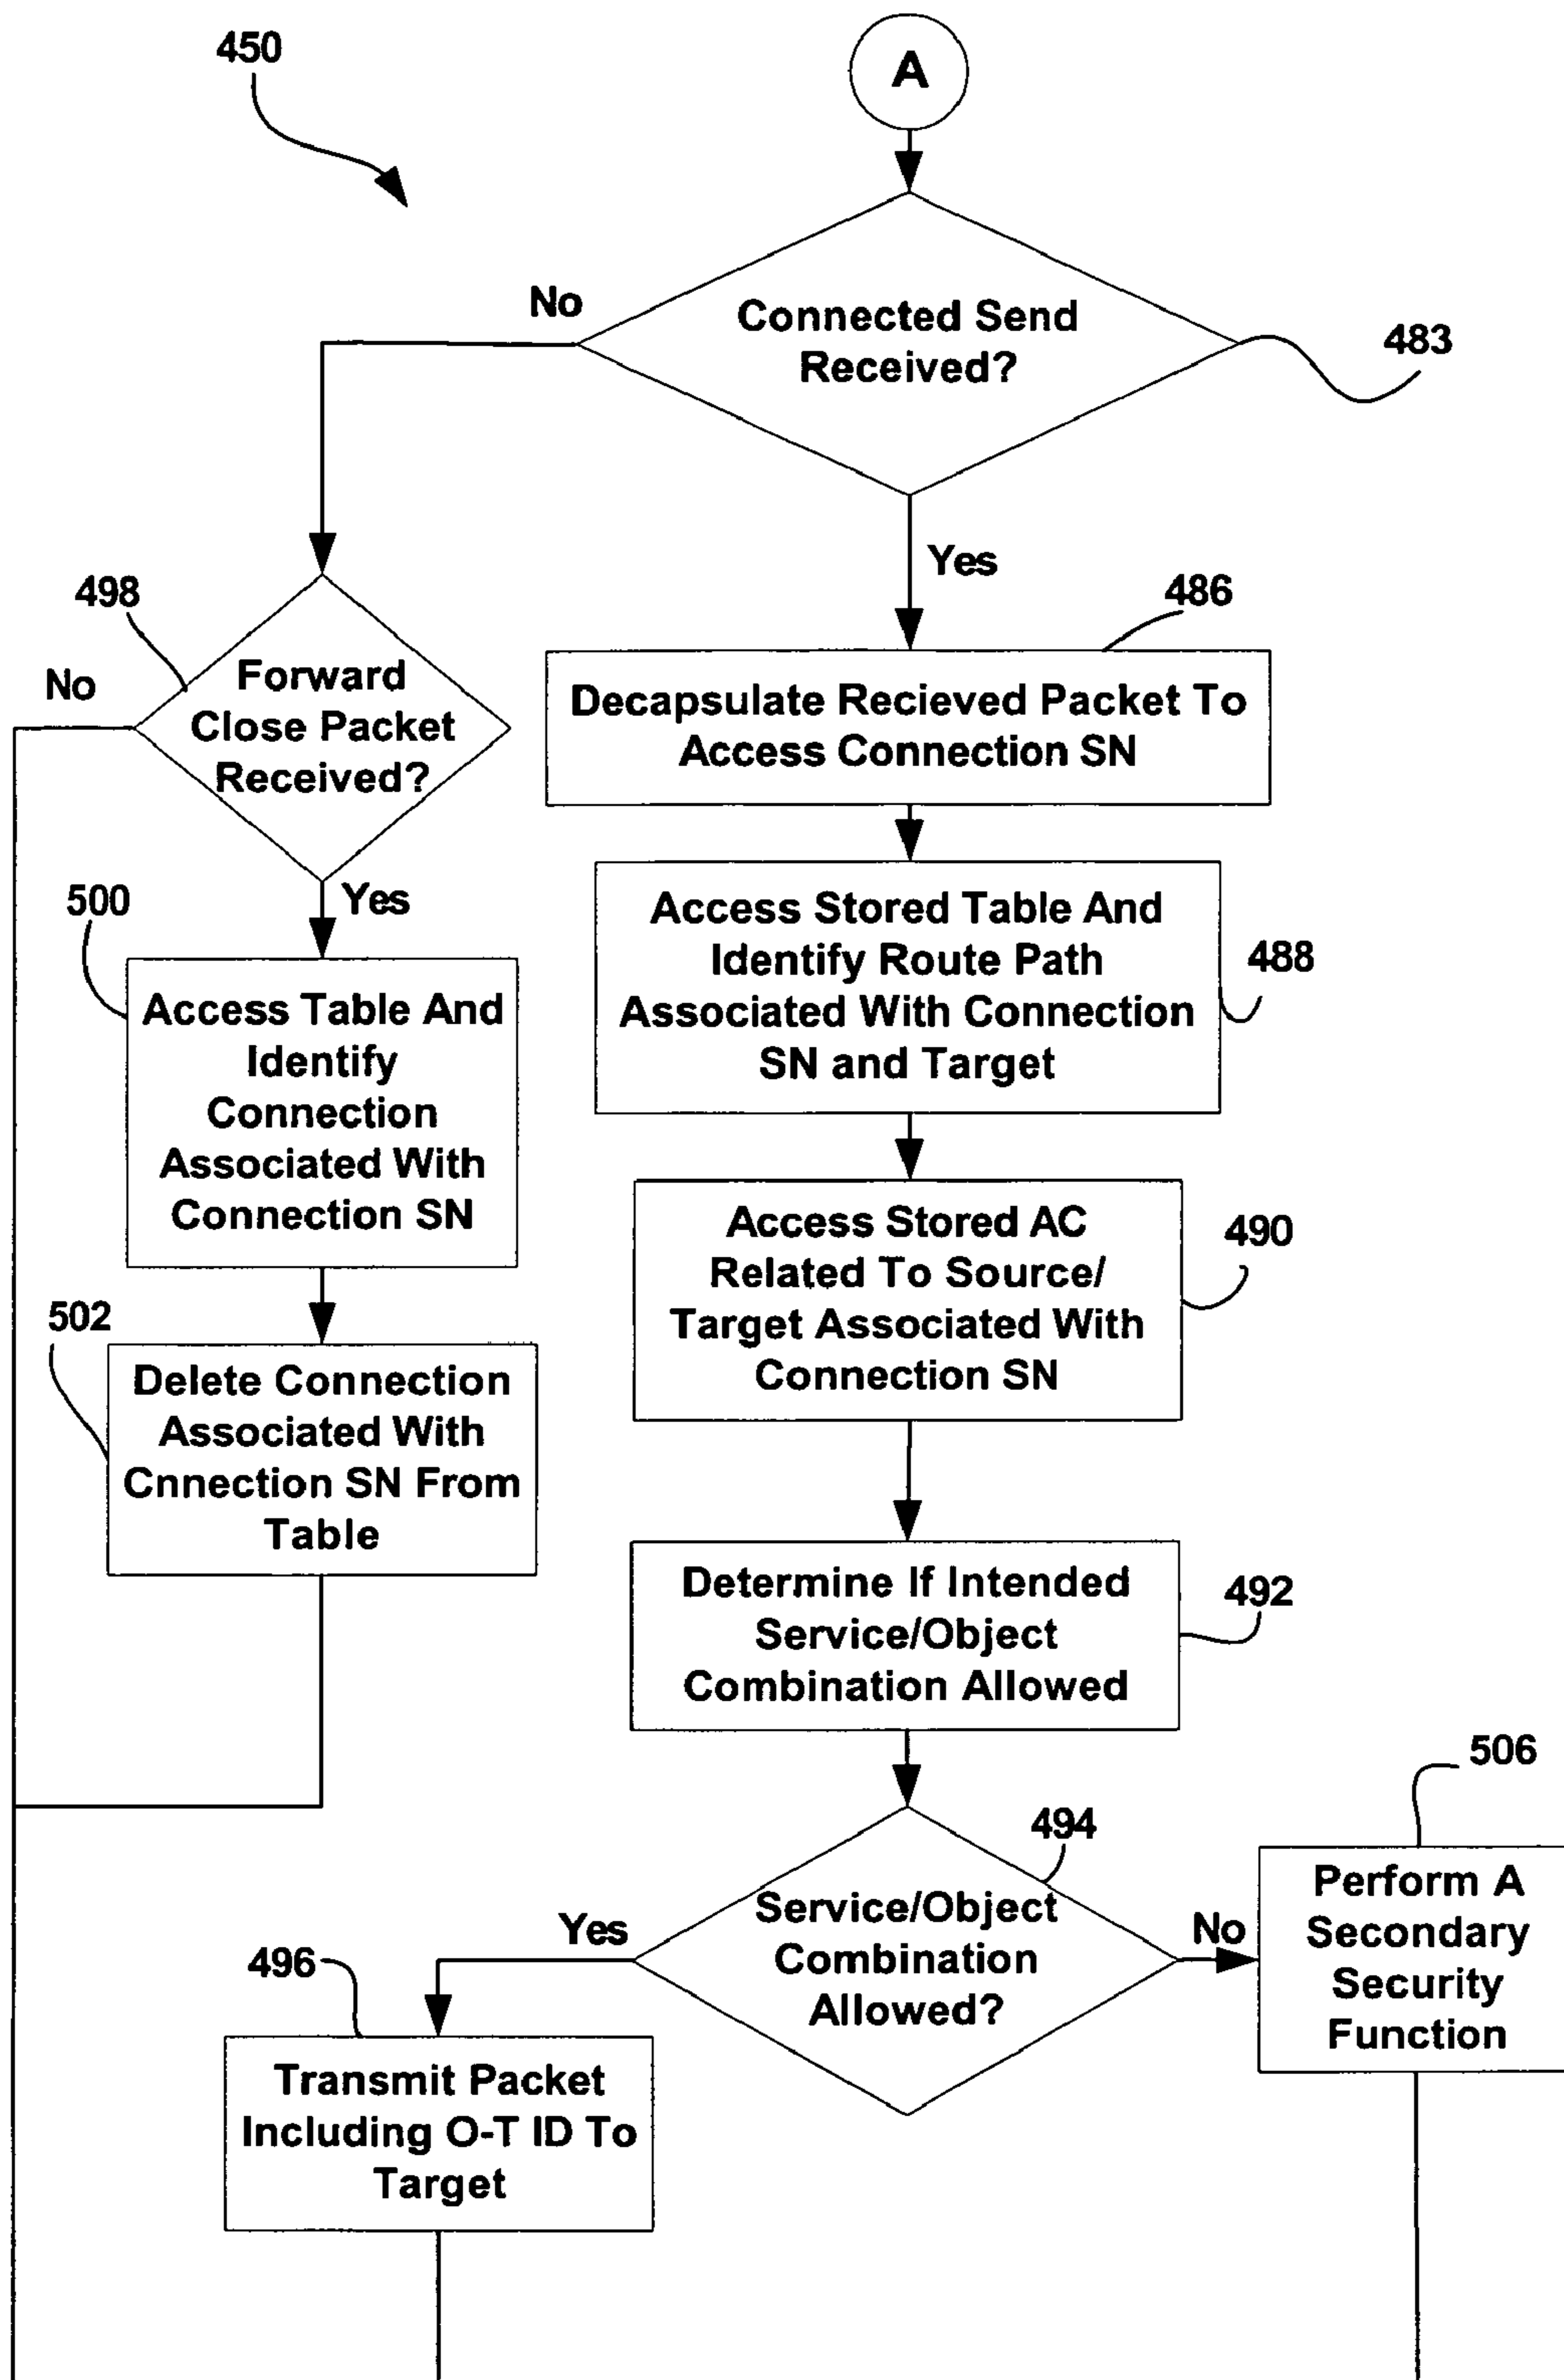 450
A
Connected Send
Received?
No
483
Yes
498
No
Forward
Close Packet
Received?
486
Decapsulate Recieved Packet To
Access Connection SN
500
Yes
Access Stored Table And
Identify Route Path
Associated With Connection
SN and Target
488
Access Table And
Identify
Connection
Associated With
Connection SN
Access Stored AC
Related To Source/
Target Associated With
Connection SN
490
502
Delete Connection
Associated With
Cnnection SN From
Table
Determine If Intended
Service/Object
Combination Allowed
492
494
Service/Object
Combination
Allowed?
Yes
No
506
Perform A
Secondary
Security
Function
496
Transmit Packet
Including O-T ID To
Target